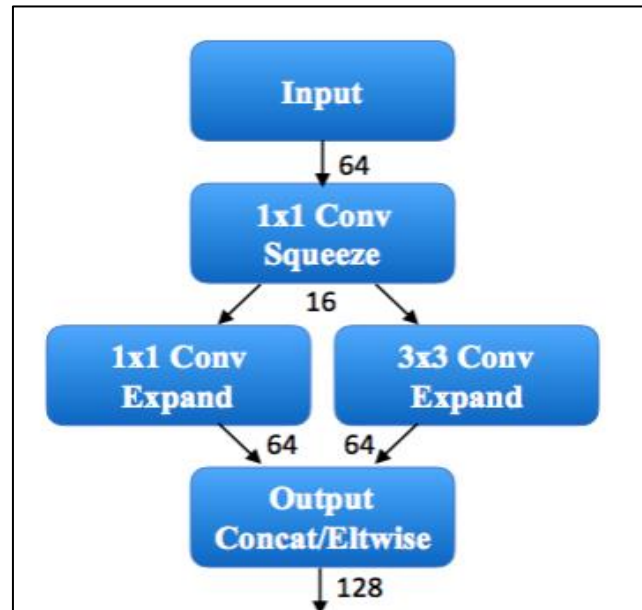 Input
64
1x1 Conv
Squeeze
16
1x1 Conv
Expand
3x3 Conv
Expand
64
64
Output
Concat/Eltwise
128